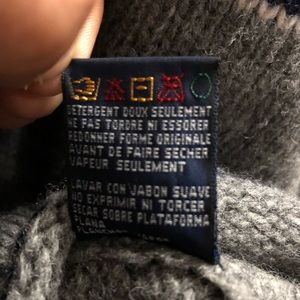 DETERGENT DOUX SEULEMENT
NE PAS TORDRE NI ESSORER
REDONNER FORME ORIGINALE
AVANT DE FAIRE SECHER
VAPEUR SEULEMENT
LAVAR CON JABON SUAVE
NO EXPRIMIR NI TORCER
SECAR SOBRE PLATAFORMA
PLANA